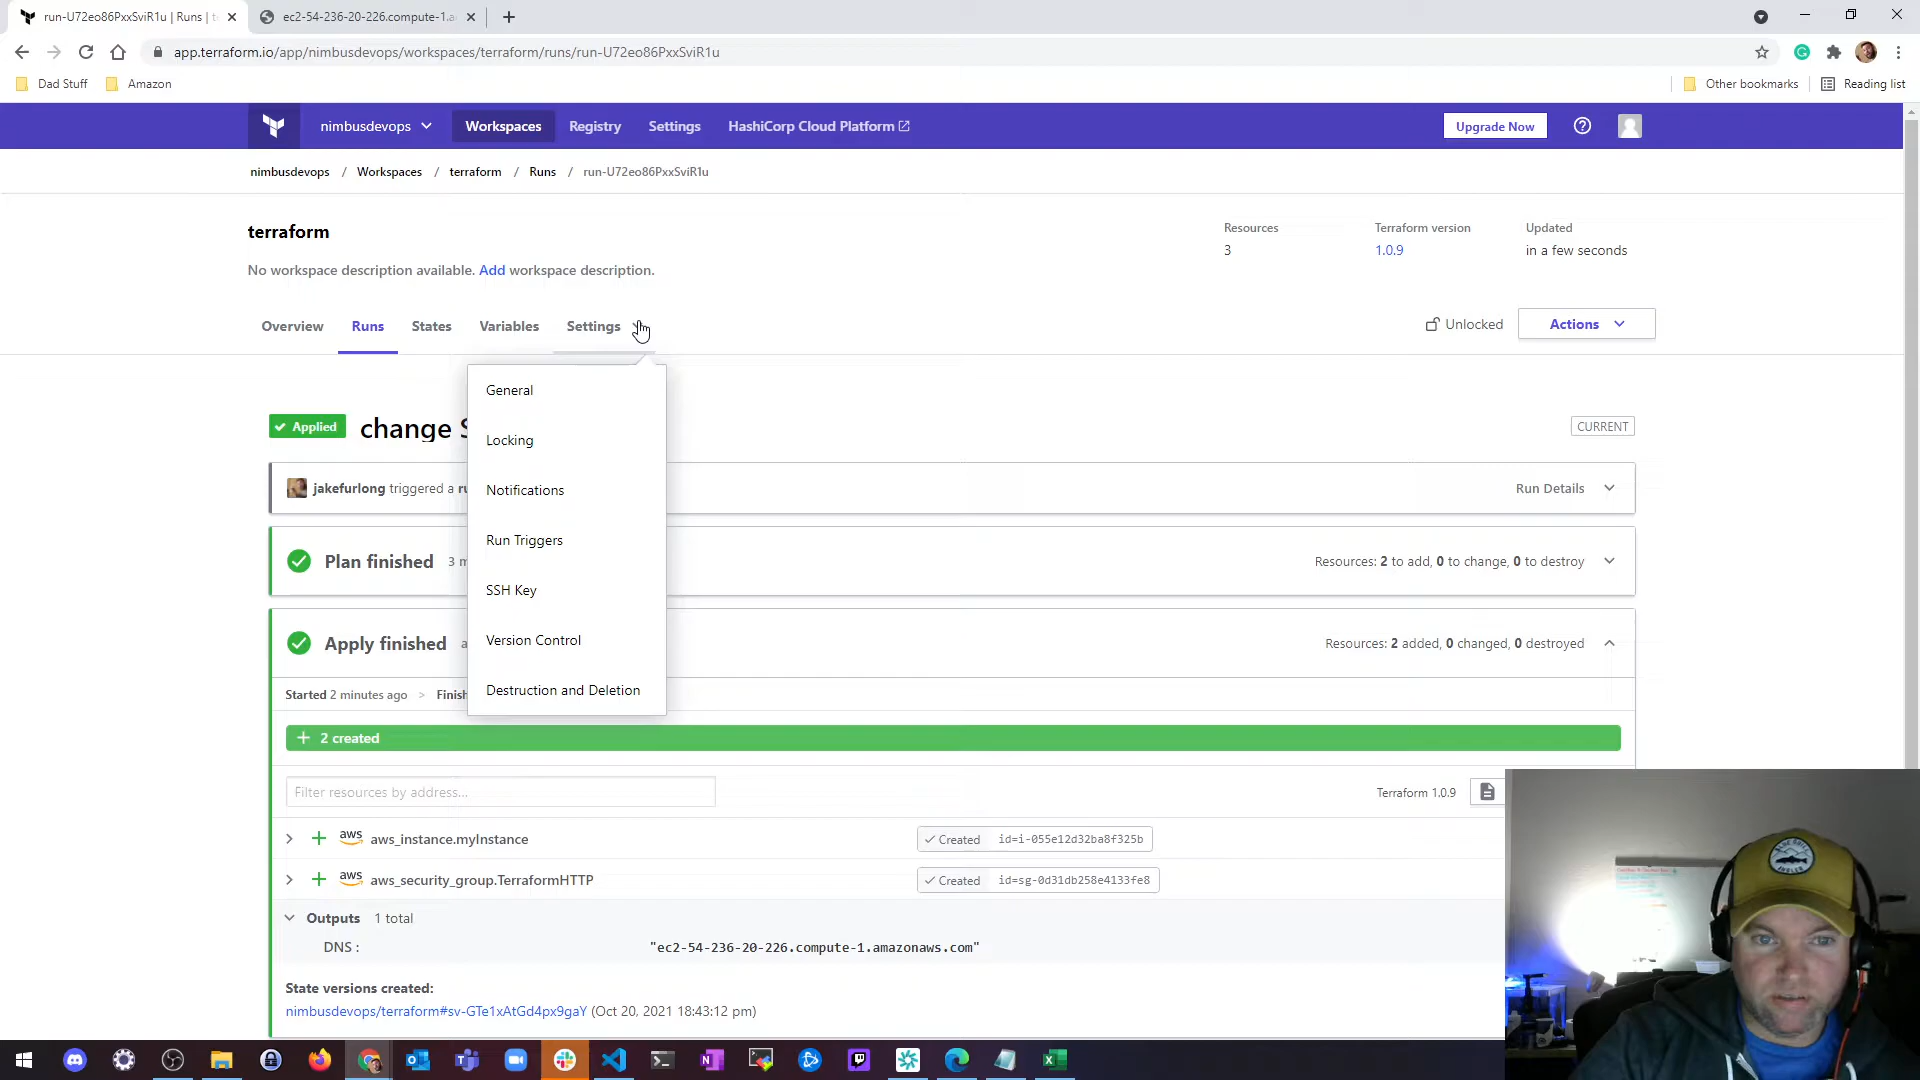 run-U72eo86PxxSviR1u | Runs | t
ec2-54-236-20-226.compute-1.a
app.terraform.io/app/nimbusdevops/workspaces/terraform/runs/run-U72eo86PxxSviR1u
Dad Stuff
Amazon
Other bookmarks
Reading list
nimbusdevops
Workspaces
Registry
Settings
HashiCorp Cloud Platform
Upgrade Now
nimbusdevops / Workspaces / terraform / Runs / run-U72eo86PxxSviR1u
terraform
Resources
3
Terraform version
1.0.9
Updated
in a few seconds
No workspace description available. Add workspace description.
Overview
Runs
States
Variables
Settings
Unlocked
Actions
General
Locking
Notifications
Run Triggers
SSH Key
Version Control
Destruction and Deletion
Applied
change S
CURRENT
jakefurlong triggered a ru
Run Details
Plan finished 3 m
Resources: 2 to add, 0 to change, 0 to destroy
Apply finished a
Resources: 2 added, 0 changed, 0 destroyed
Started 2 minutes ago > Finish
+ 2 created
Filter resources by address...
Terraform 1.0.9
aws aws_instance.myInstance
Created id=i-055e12d32ba8f325b
aws aws_security_group.TerraformHTTP
Created id=sg-0d31db258e4133fe8
Outputs 1 total
DNS : "ec2-54-236-20-226.compute-1.amazonaws.com"
State versions created:
nimbusdevops/terraform#sv-GTe1xAtGd4px9gaY (Oct 20, 2021 18:43:12 pm)